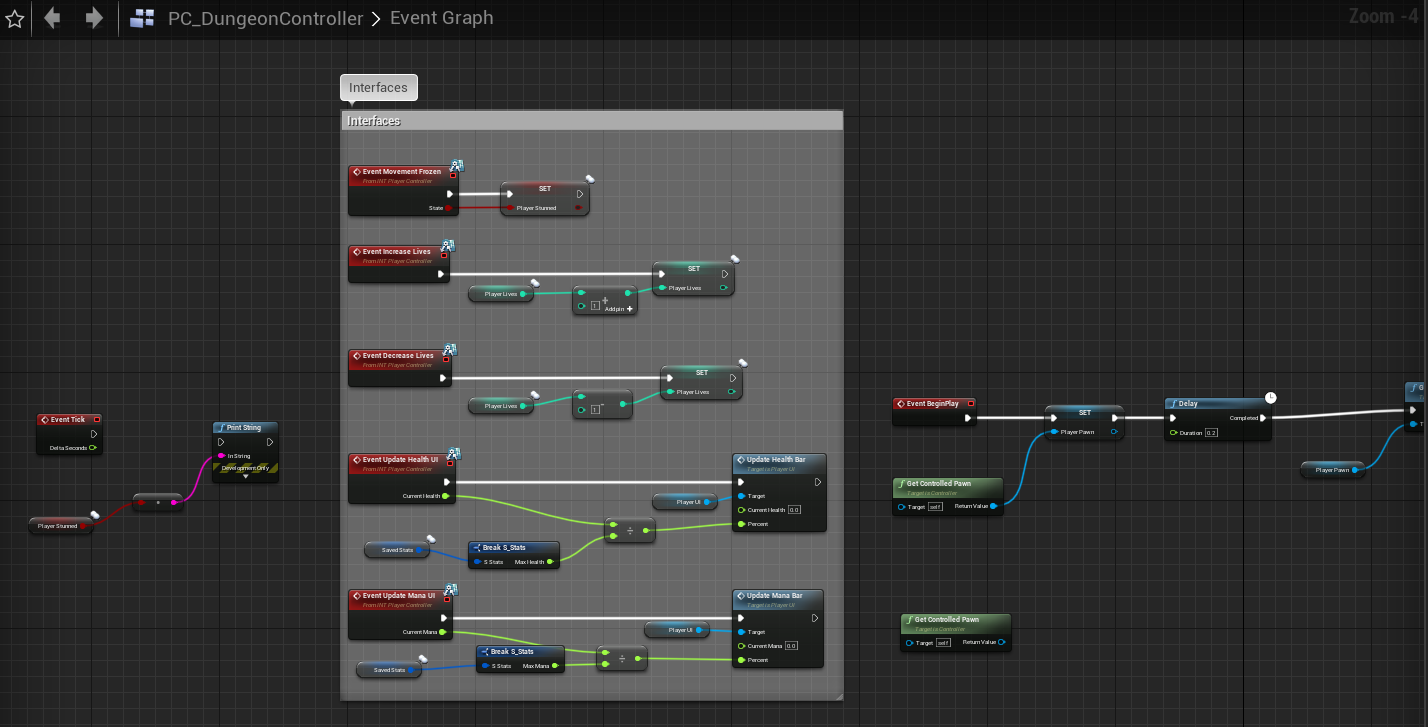 PC_DungeonController > Event Graph
Zoom -4
Interfaces
Interfaces
Event Movement Frozen
From INT Player Controller
State
SET
Player Stunned
Event Increase Lives
From INT Player Controller
Player Lives
1
+
Add pin +
SET
Player Lives
Event Decrease Lives
From INT Player Controller
Player Lives
1
-
SET
Player Lives
Event Tick
Delta Seconds
Print String
In String
Development Only
Player Stunned
Event Update Health UI
From INT Player Controller
Current Health
Saved Stats
Break S_Stats
S Stats
Max Health
÷
Player UI
Update Health Bar
Target is Player UI
Target
Current Health 0.0
Percent
Event Update Mana UI
From INT Player Controller
Current Mana
Saved Stats
Break S_Stats
S Stats
Max Mana
÷
Player UI
Update Mana Bar
Target is Player UI
Target
Current Mana 0.0
Percent
Event BeginPlay
SET
Player Pawn
Delay
Completed
Duration 0.2
Get Controlled Pawn
Target is Controller
Target self
Return Value
Player Pawn
Get Controlled Pawn
Target is Controller
Target self
Return Value